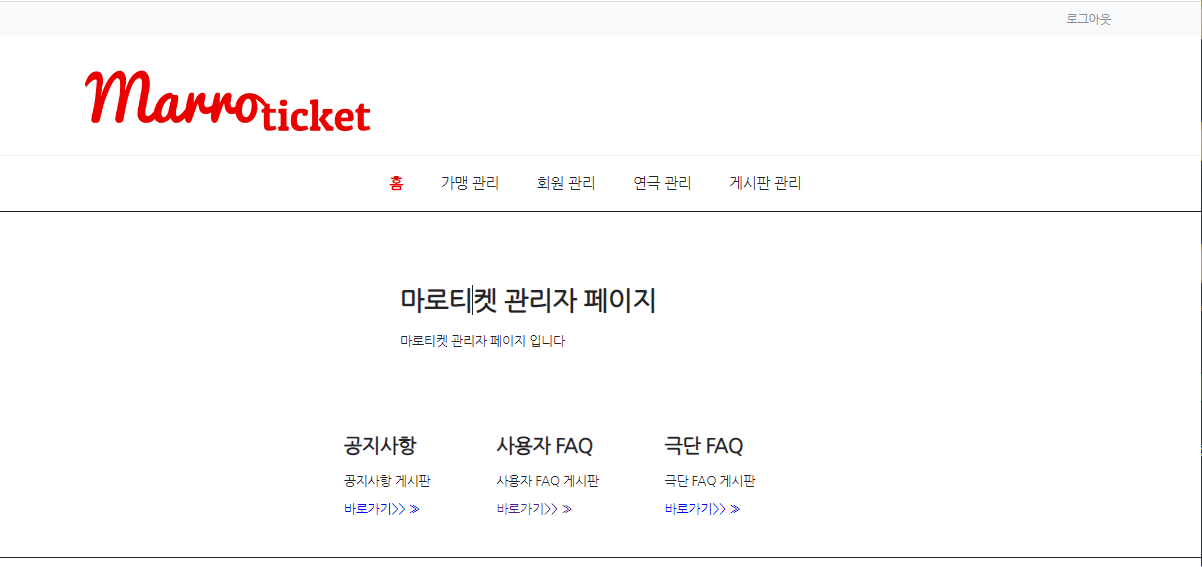 로그아웃
Marroticket
홈 가맹 관리 회원 관리 연극 관리 게시판 관리
마로티켓 관리자 페이지
마로티켓 관리자 페이지 입니다
공지사항 사용자 FAQ 극단 FAQ
공지사항 게시판 사용자 FAQ 게시판 극단 FAQ 게시판
바로가기>> ≫ 바로가기>> ≫ 바로가기>> ≫